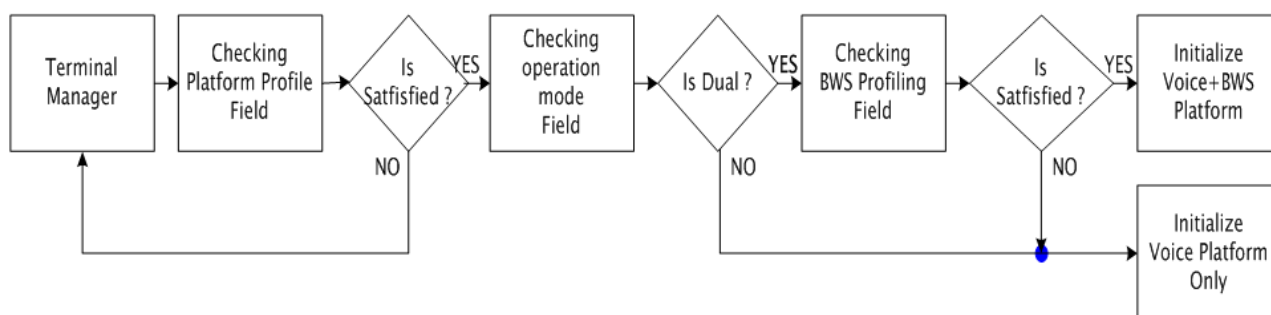 Terminal
Manager
Checking
Platform Profile
Field
Is
Satfisfied ?
YES
NO
Checking
operation
mode
Field
Is Dual ?
YES
NO
Checking
BWS Profiling
Field
Is
Satfisfied ?
YES
NO
Initialize
Voice+BWS
Platform
Initialize
Voice Platform
Only